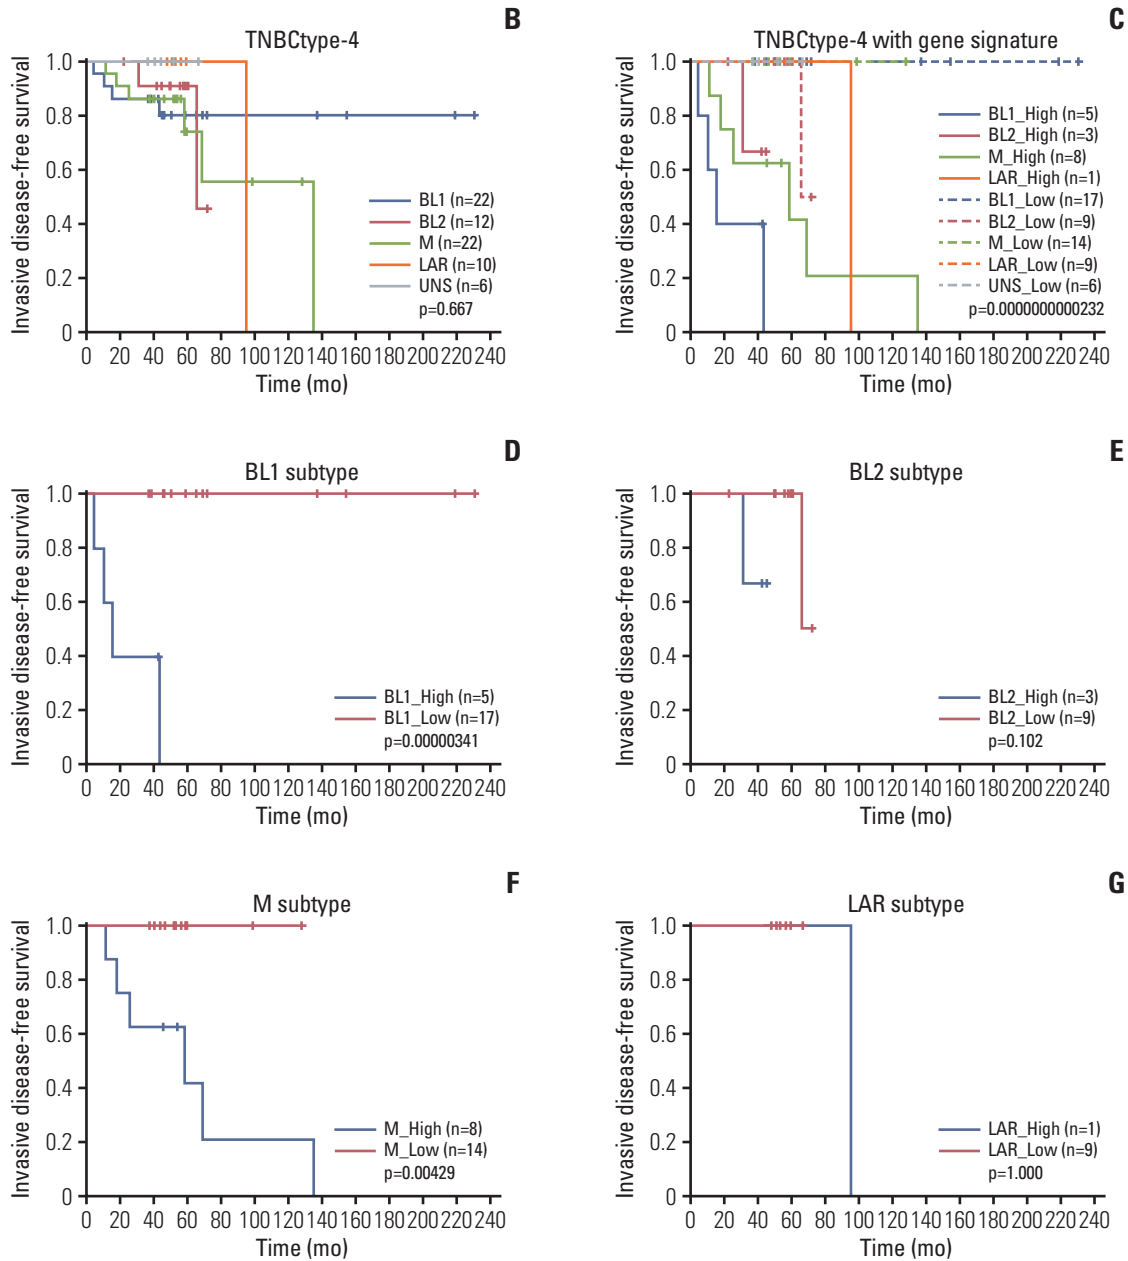 B
TNBCtype-4
Invasive disease-free survival
1.0
0.8
0.6
0.4
0.2
0
BL1 (n=22)
BL2 (n=12)
M (n=22)
LAR (n=10)
UNS (n=6)
p=0.667
0 20 40 60 80 100 120 140 160 180 200 220 240
Time (mo)
C
TNBCtype-4 with gene signature
Invasive disease-free survival
1.0
0.8
0.6
0.4
0.2
0
BL1_High (n=5)
BL2_High (n=3)
M_High (n=8)
LAR_High (n=1)
BL1_Low (n=17)
BL2_Low (n=9)
M_Low (n=14)
LAR_Low (n=9)
UNS_Low (n=6)
p=0.0000000000232
0 20 40 60 80 100 120 140 160 180 200 220 240
Time (mo)
D
BL1 subtype
Invasive disease-free survival
1.0
0.8
0.6
0.4
0.2
0
BL1_High (n=5)
BL1_Low (n=17)
p=0.00000341
0 20 40 60 80 100 120 140 160 180 200 220 240
Time (mo)
E
BL2 subtype
Invasive disease-free survival
1.0
0.8
0.6
0.4
0.2
0
BL2_High (n=3)
BL2_Low (n=9)
p=0.102
0 20 40 60 80 100 120 140 160 180 200 220 240
Time (mo)
F
M subtype
Invasive disease-free survival
1.0
0.8
0.6
0.4
0.2
0
M_High (n=8)
M_Low (n=14)
p=0.00429
0 20 40 60 80 100 120 140 160 180 200 220 240
Time (mo)
G
LAR subtype
Invasive disease-free survival
1.0
0.8
0.6
0.4
0.2
0
LAR_High (n=1)
LAR_Low (n=9)
p=1.000
0 20 40 60 80 100 120 140 160 180 200 220 240
Time (mo)